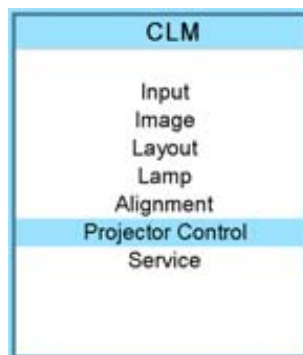 CLM
Input
Image
Layout
Lamp
Alignment
Projector Control
Service